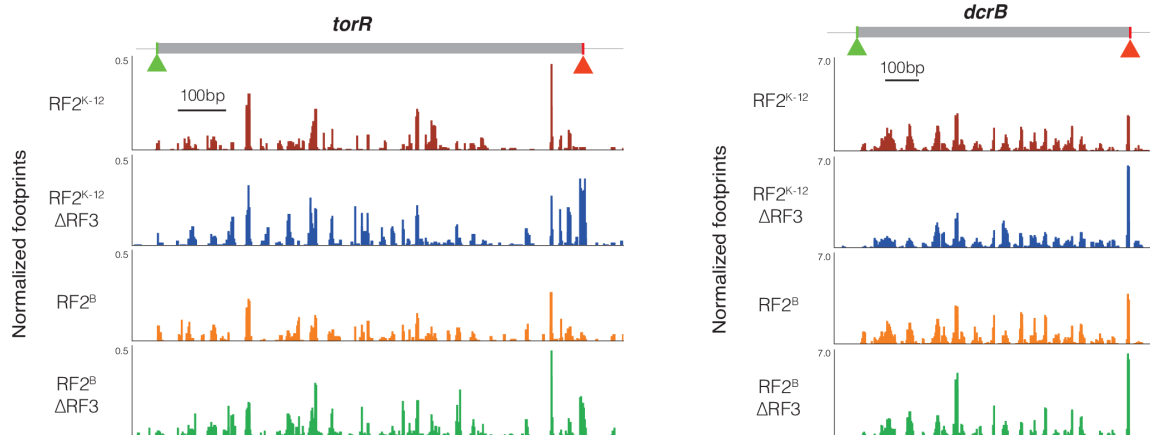 torR
0.5
100bp
RF2K-12
0.5
RF2K-12
ΔRF3
0.5
RF2B
0.5
RF2B
ΔRF3
Normalized footprints
dcrB
7.0
100bp
RF2K-12
7.0
RF2K-12
ΔRF3
7.0
RF2B
7.0
RF2B
ΔRF3
Normalized footprints